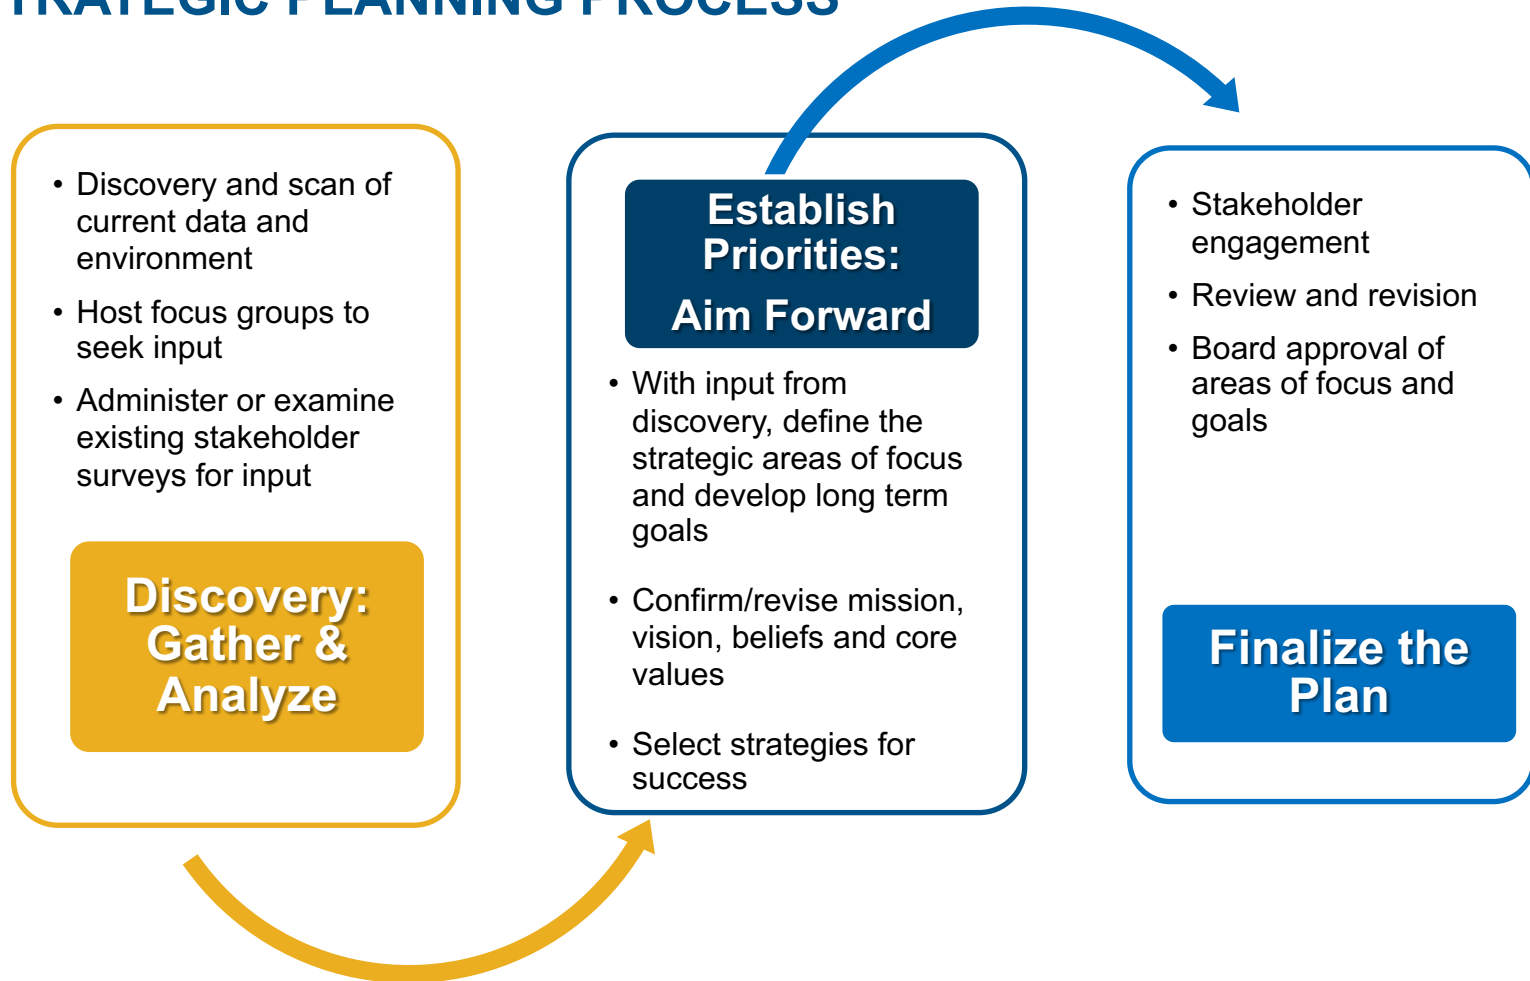 TRATEGIC PLANNING PROCESS
• Discovery and scan of
current data and
environment
• Host focus groups to
seek input
• Administer or examine
existing stakeholder
surveys for input
Discovery:
Gather &
Analyze
Establish
Priorities:
Aim Forward
• With input from
discovery, define the
strategic areas of focus
and develop long term
goals
• Confirm/revise mission,
vision, beliefs and core
values
• Select strategies for
success
• Stakeholder
engagement
• Review and revision
• Board approval of
areas of focus and
goals
Finalize the
Plan